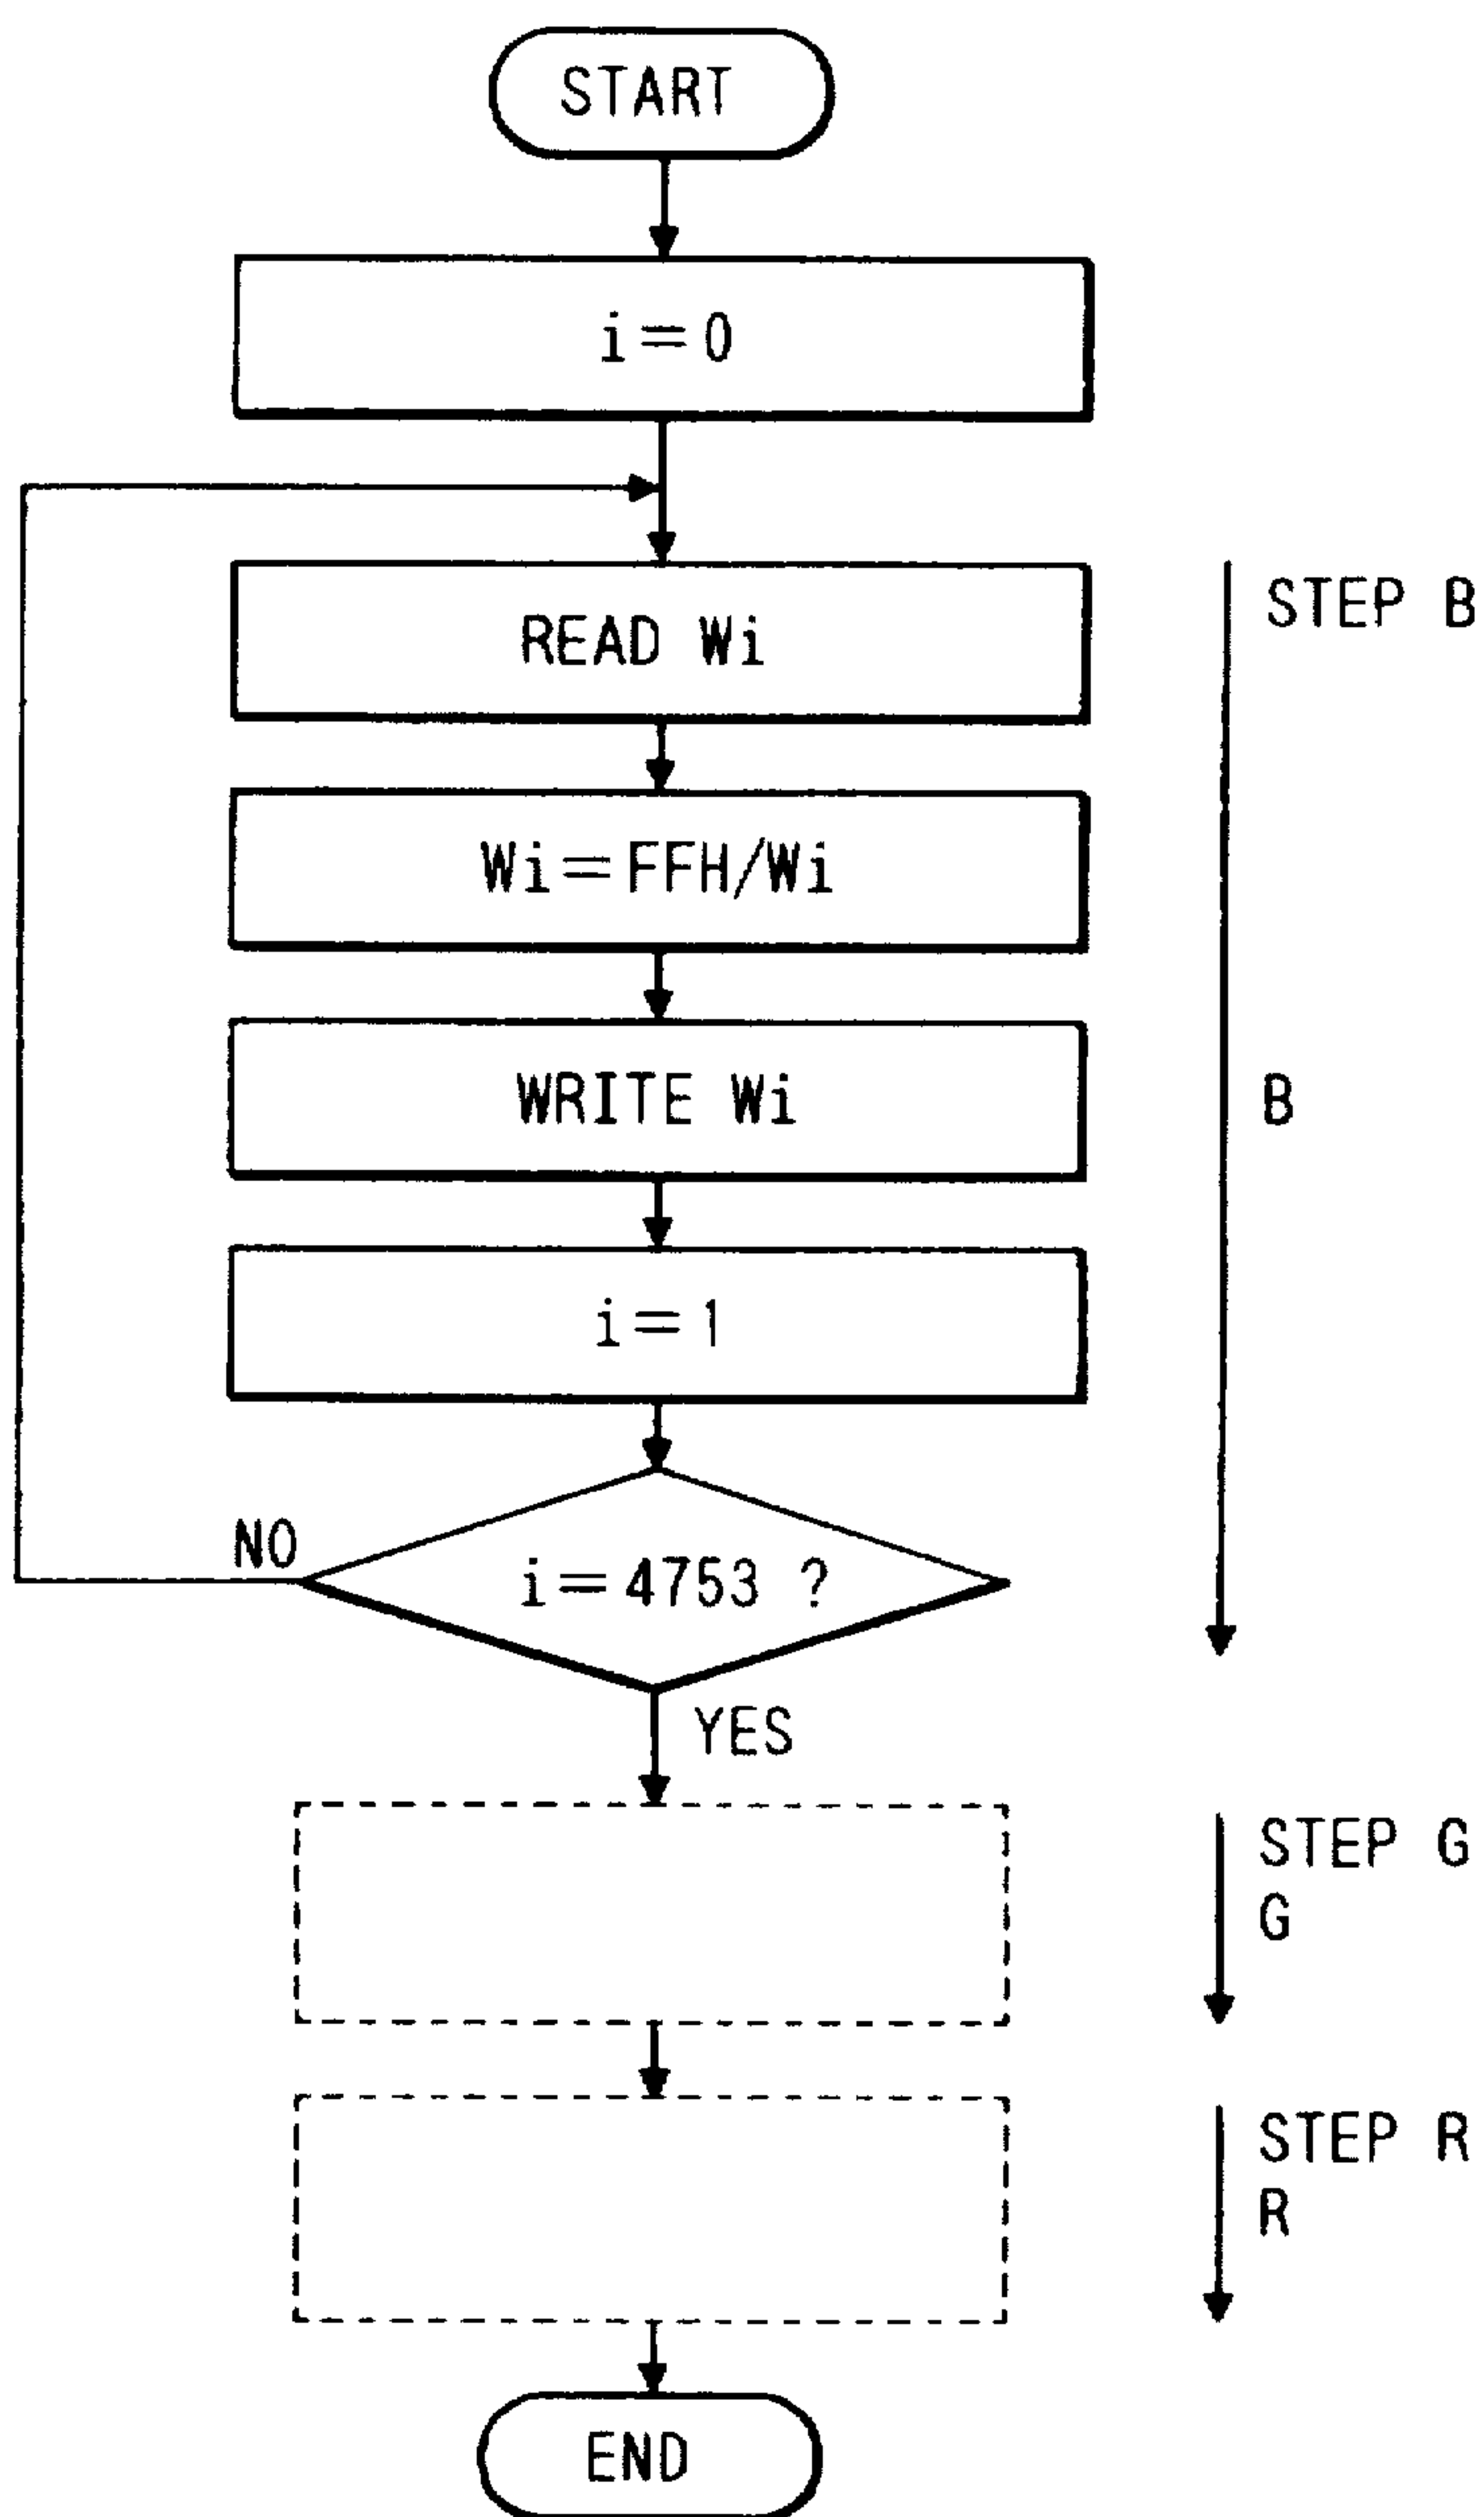 START
i=0
READ Wi
STEP B
Wi=FFH/Wi
WRITE Wi
B
i=1
NO
i=4753 ?
YES
STEP G
G
STEP R
R
END